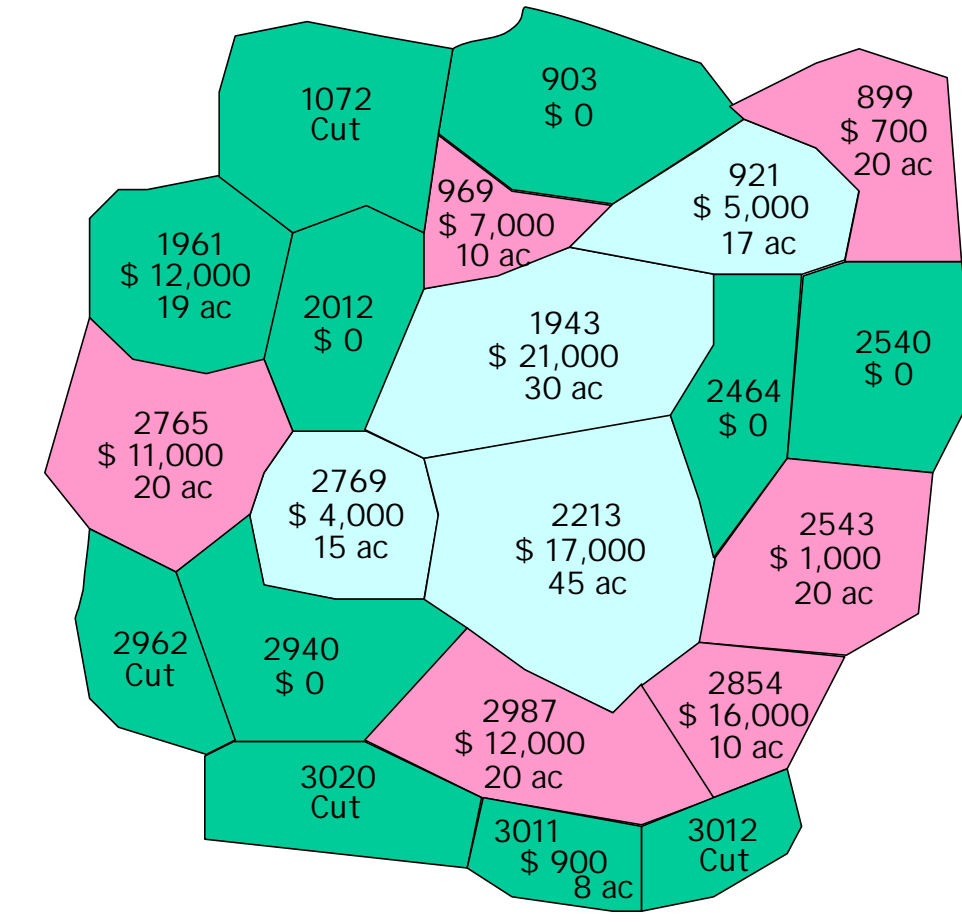 903
$ 0
1072
Cut
899
$ 700
20 ac
921
$ 5,000
17 ac
969
$ 7,000
10 ac
1961
$ 12,000
19 ac
2012
$ 0
1943
$ 21,000
30 ac
2540
$ 0
2464
$ 0
2765
$ 11,000
20 ac
2769
$ 4,000
15 ac
2213
$ 17,000
45 ac
2543
$ 1,000
20 ac
2962
Cut
2940
$ 0
2854
$ 16,000
10 ac
2987
$ 12,000
20 ac
3020
Cut
3011
$ 900
8 ac
3012
Cut